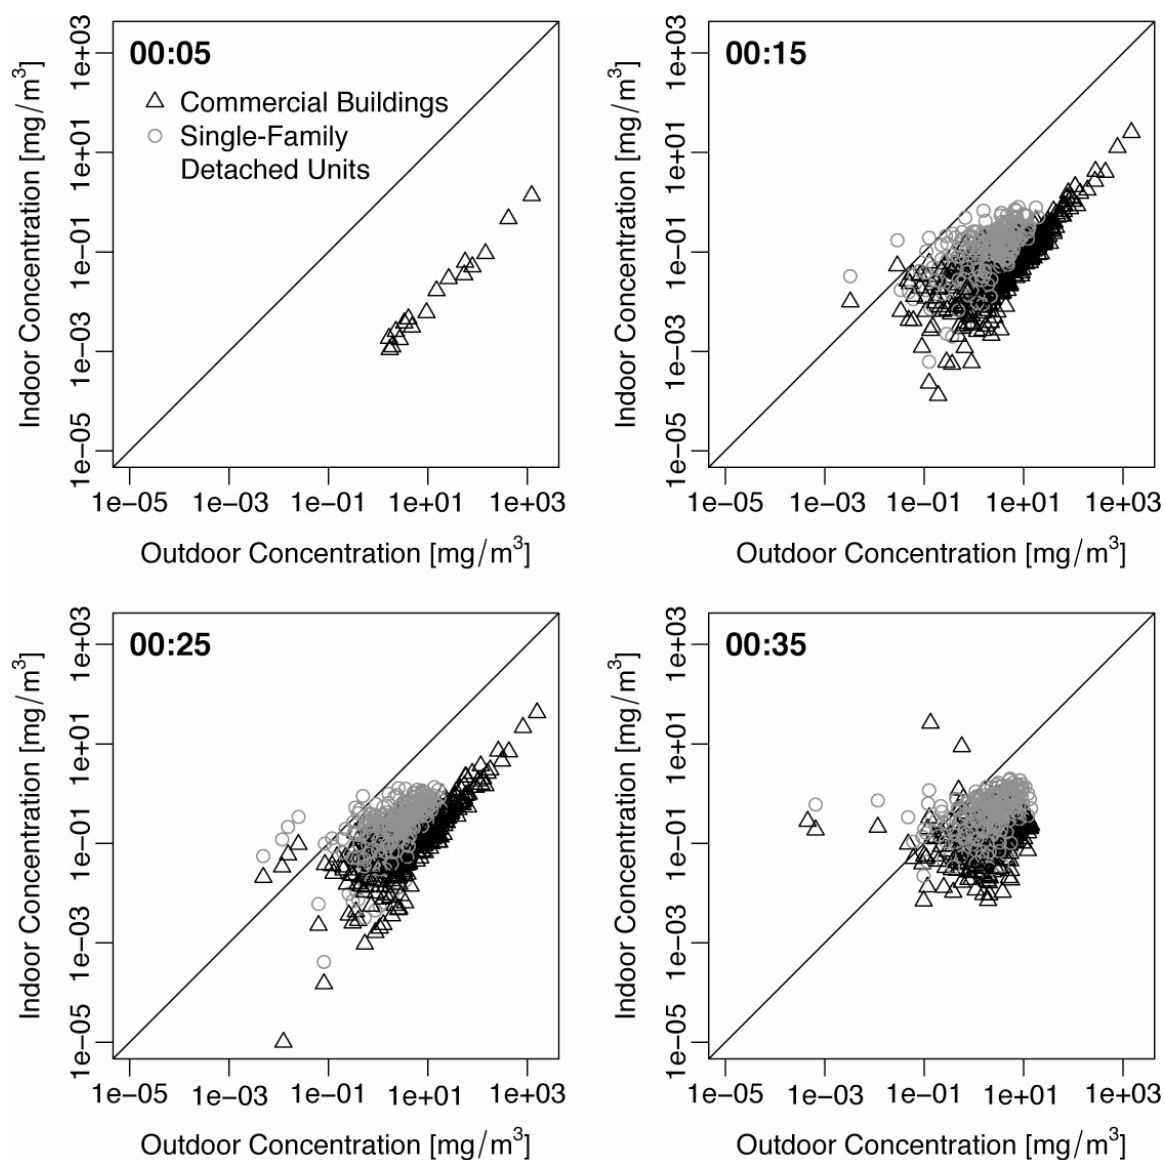 00:05
Commercial Buildings
Single-Family
Detached Units
1e+03
1e+01
1e−01
1e−03
1e−05
Indoor Concentration [mg/m³]
1e−05 1e−03 1e−01 1e+01 1e+03
Outdoor Concentration [mg/m³]
00:15
1e+03
1e+01
1e−01
1e−03
1e−05
Indoor Concentration [mg/m³]
1e−05 1e−03 1e−01 1e+01 1e+03
Outdoor Concentration [mg/m³]
00:25
1e+03
1e+01
1e−01
1e−03
1e−05
Indoor Concentration [mg/m³]
1e−05 1e−03 1e−01 1e+01 1e+03
Outdoor Concentration [mg/m³]
00:35
1e+03
1e+01
1e−01
1e−03
1e−05
Indoor Concentration [mg/m³]
1e−05 1e−03 1e−01 1e+01 1e+03
Outdoor Concentration [mg/m³]